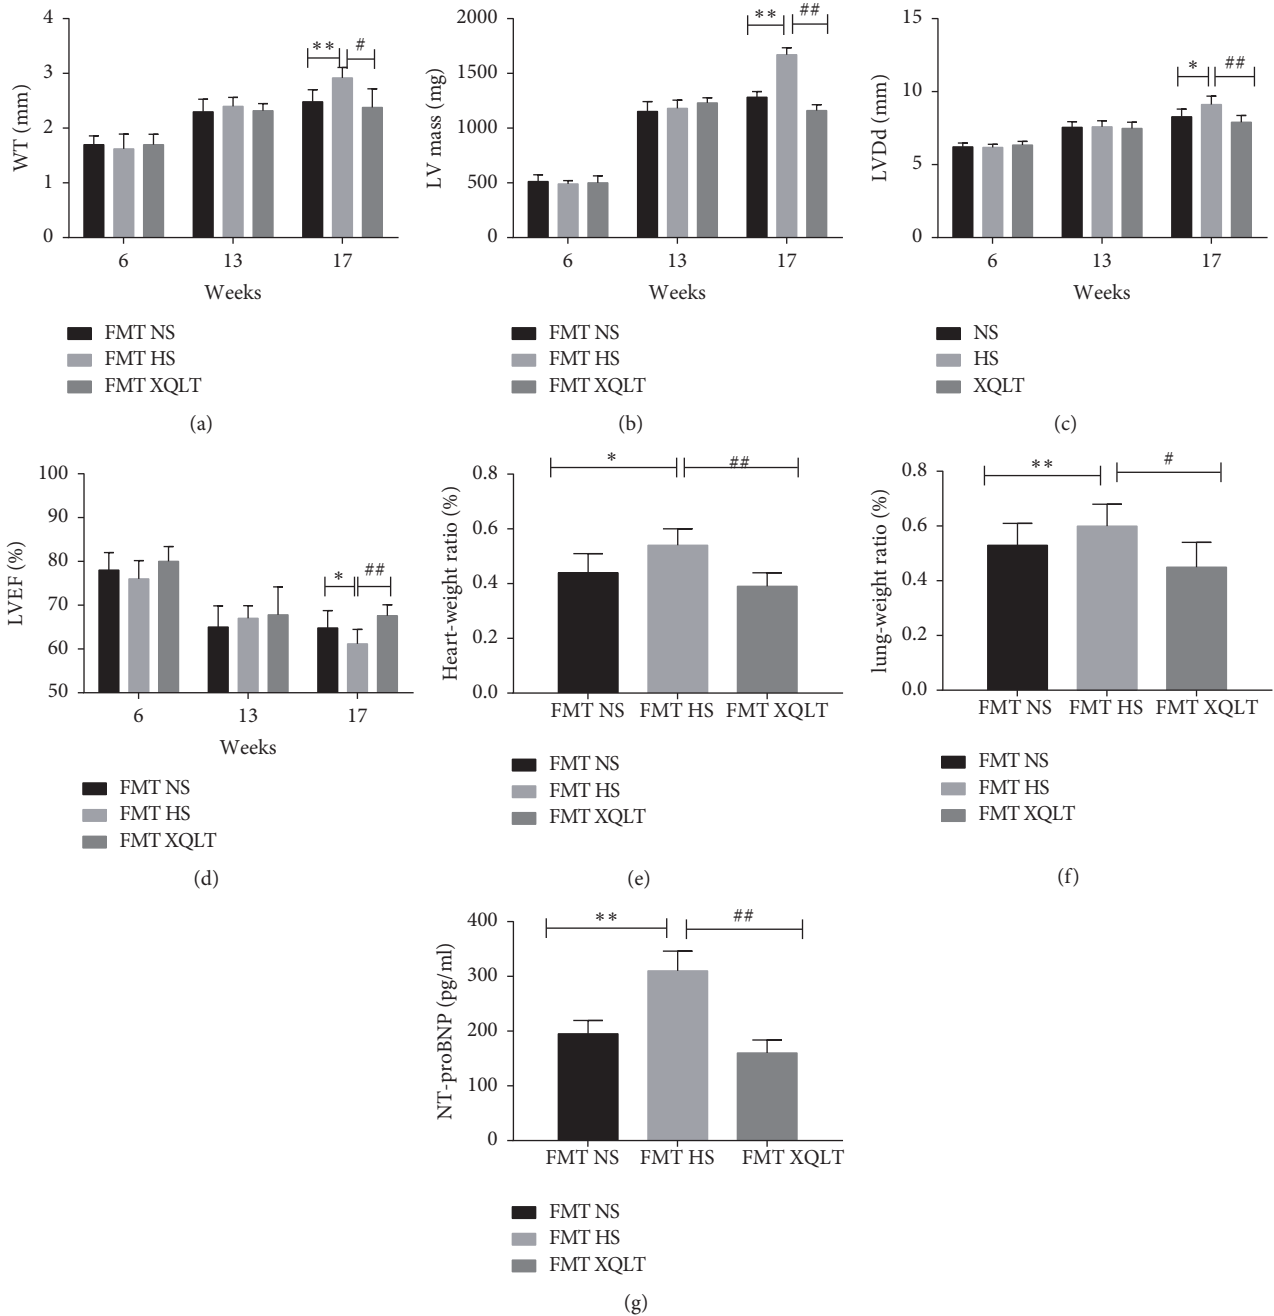 4
3
2
1
0
WT (mm)
** #
6 13 17
Weeks
FMT NS
FMT HS
FMT XQLT
(a)
2000
1500
1000
500
0
LV mass (mg)
** ##
6 13 17
Weeks
FMT NS
FMT HS
FMT XQLT
(b)
15
10
5
0
LVDd (mm)
* ##
6 13 17
Weeks
NS
HS
XQLT
(c)
100
90
80
70
60
50
LVEF (%)
* ##
6 13 17
Weeks
FMT NS
FMT HS
FMT XQLT
(d)
0.8
0.6
0.4
0.2
0.0
Heart-weight ratio (%)
* ##
FMT NS FMT HS FMT XQLT
FMT NS
FMT HS
FMT XQLT
(e)
0.8
0.6
0.4
0.2
0.0
lung-weight ratio (%)
** #
FMT NS FMT HS FMT XQLT
FMT NS
FMT HS
FMT XQLT
(f)
400
300
200
100
0
NT-proBNP (pg/ml)
** ##
FMT NS FMT HS FMT XQLT
FMT NS
FMT HS
FMT XQLT
(g)